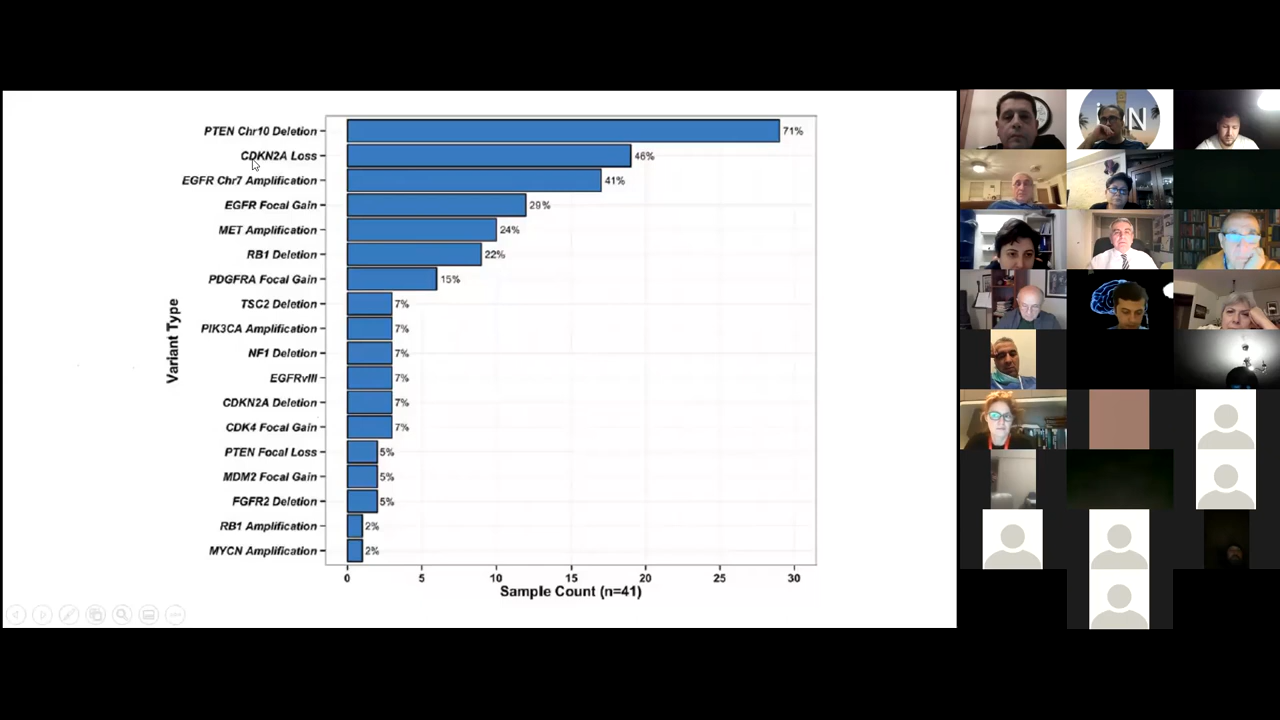 PTEN Chr10 Deletion 71%
CDKN2A Loss 46%
EGFR Chr7 Amplification 41%
EGFR Focal Gain 29%
MET Amplification 24%
RB1 Deletion 22%
PDGFRA Focal Gain 15%
TSC2 Deletion 7%
PIK3CA Amplification 7%
NF1 Deletion 7%
EGFRvIII 7%
CDKN2A Deletion 7%
CDK4 Focal Gain 7%
PTEN Focal Loss 5%
MDM2 Focal Gain 5%
FGFR2 Deletion 5%
RB1 Amplification 2%
MYCN Amplification 2%
Variant Type
0 5 10 15 20 25 30
Sample Count (n=41)